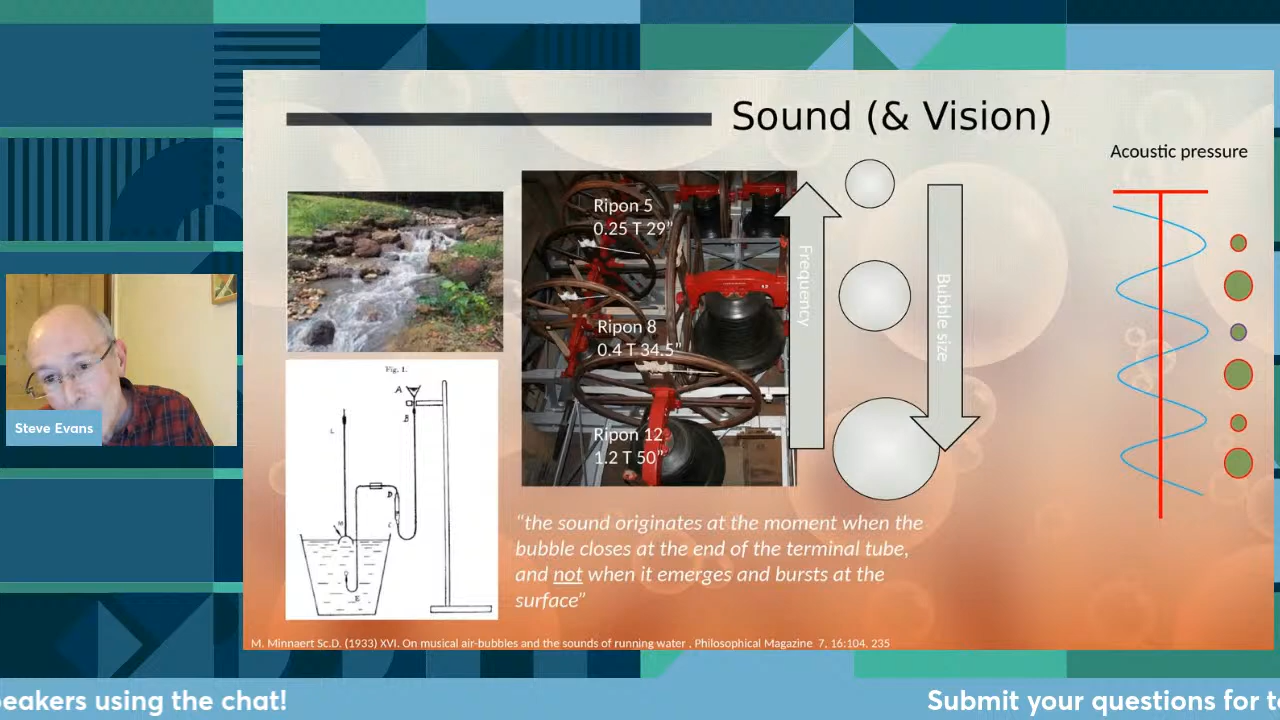 Sound (& Vision)
Acoustic pressure
Ripon 5
0.25 T 29”
Ripon 8
0.4 T 34.5”
Ripon 12
1.2 T 50”
Frequency
Bubble size
Fig. 1.
A
B
L
D
C
M
E
“the sound originates at the moment when the
bubble closes at the end of the terminal tube,
and not when it emerges and bursts at the
surface”
M. Minnaert Sc.D. (1933) XVI. On musical air-bubbles and the sounds of running water , Philosophical Magazine 7, 16:104, 235
Steve Evans
peakers using the chat!
Submit your questions for t